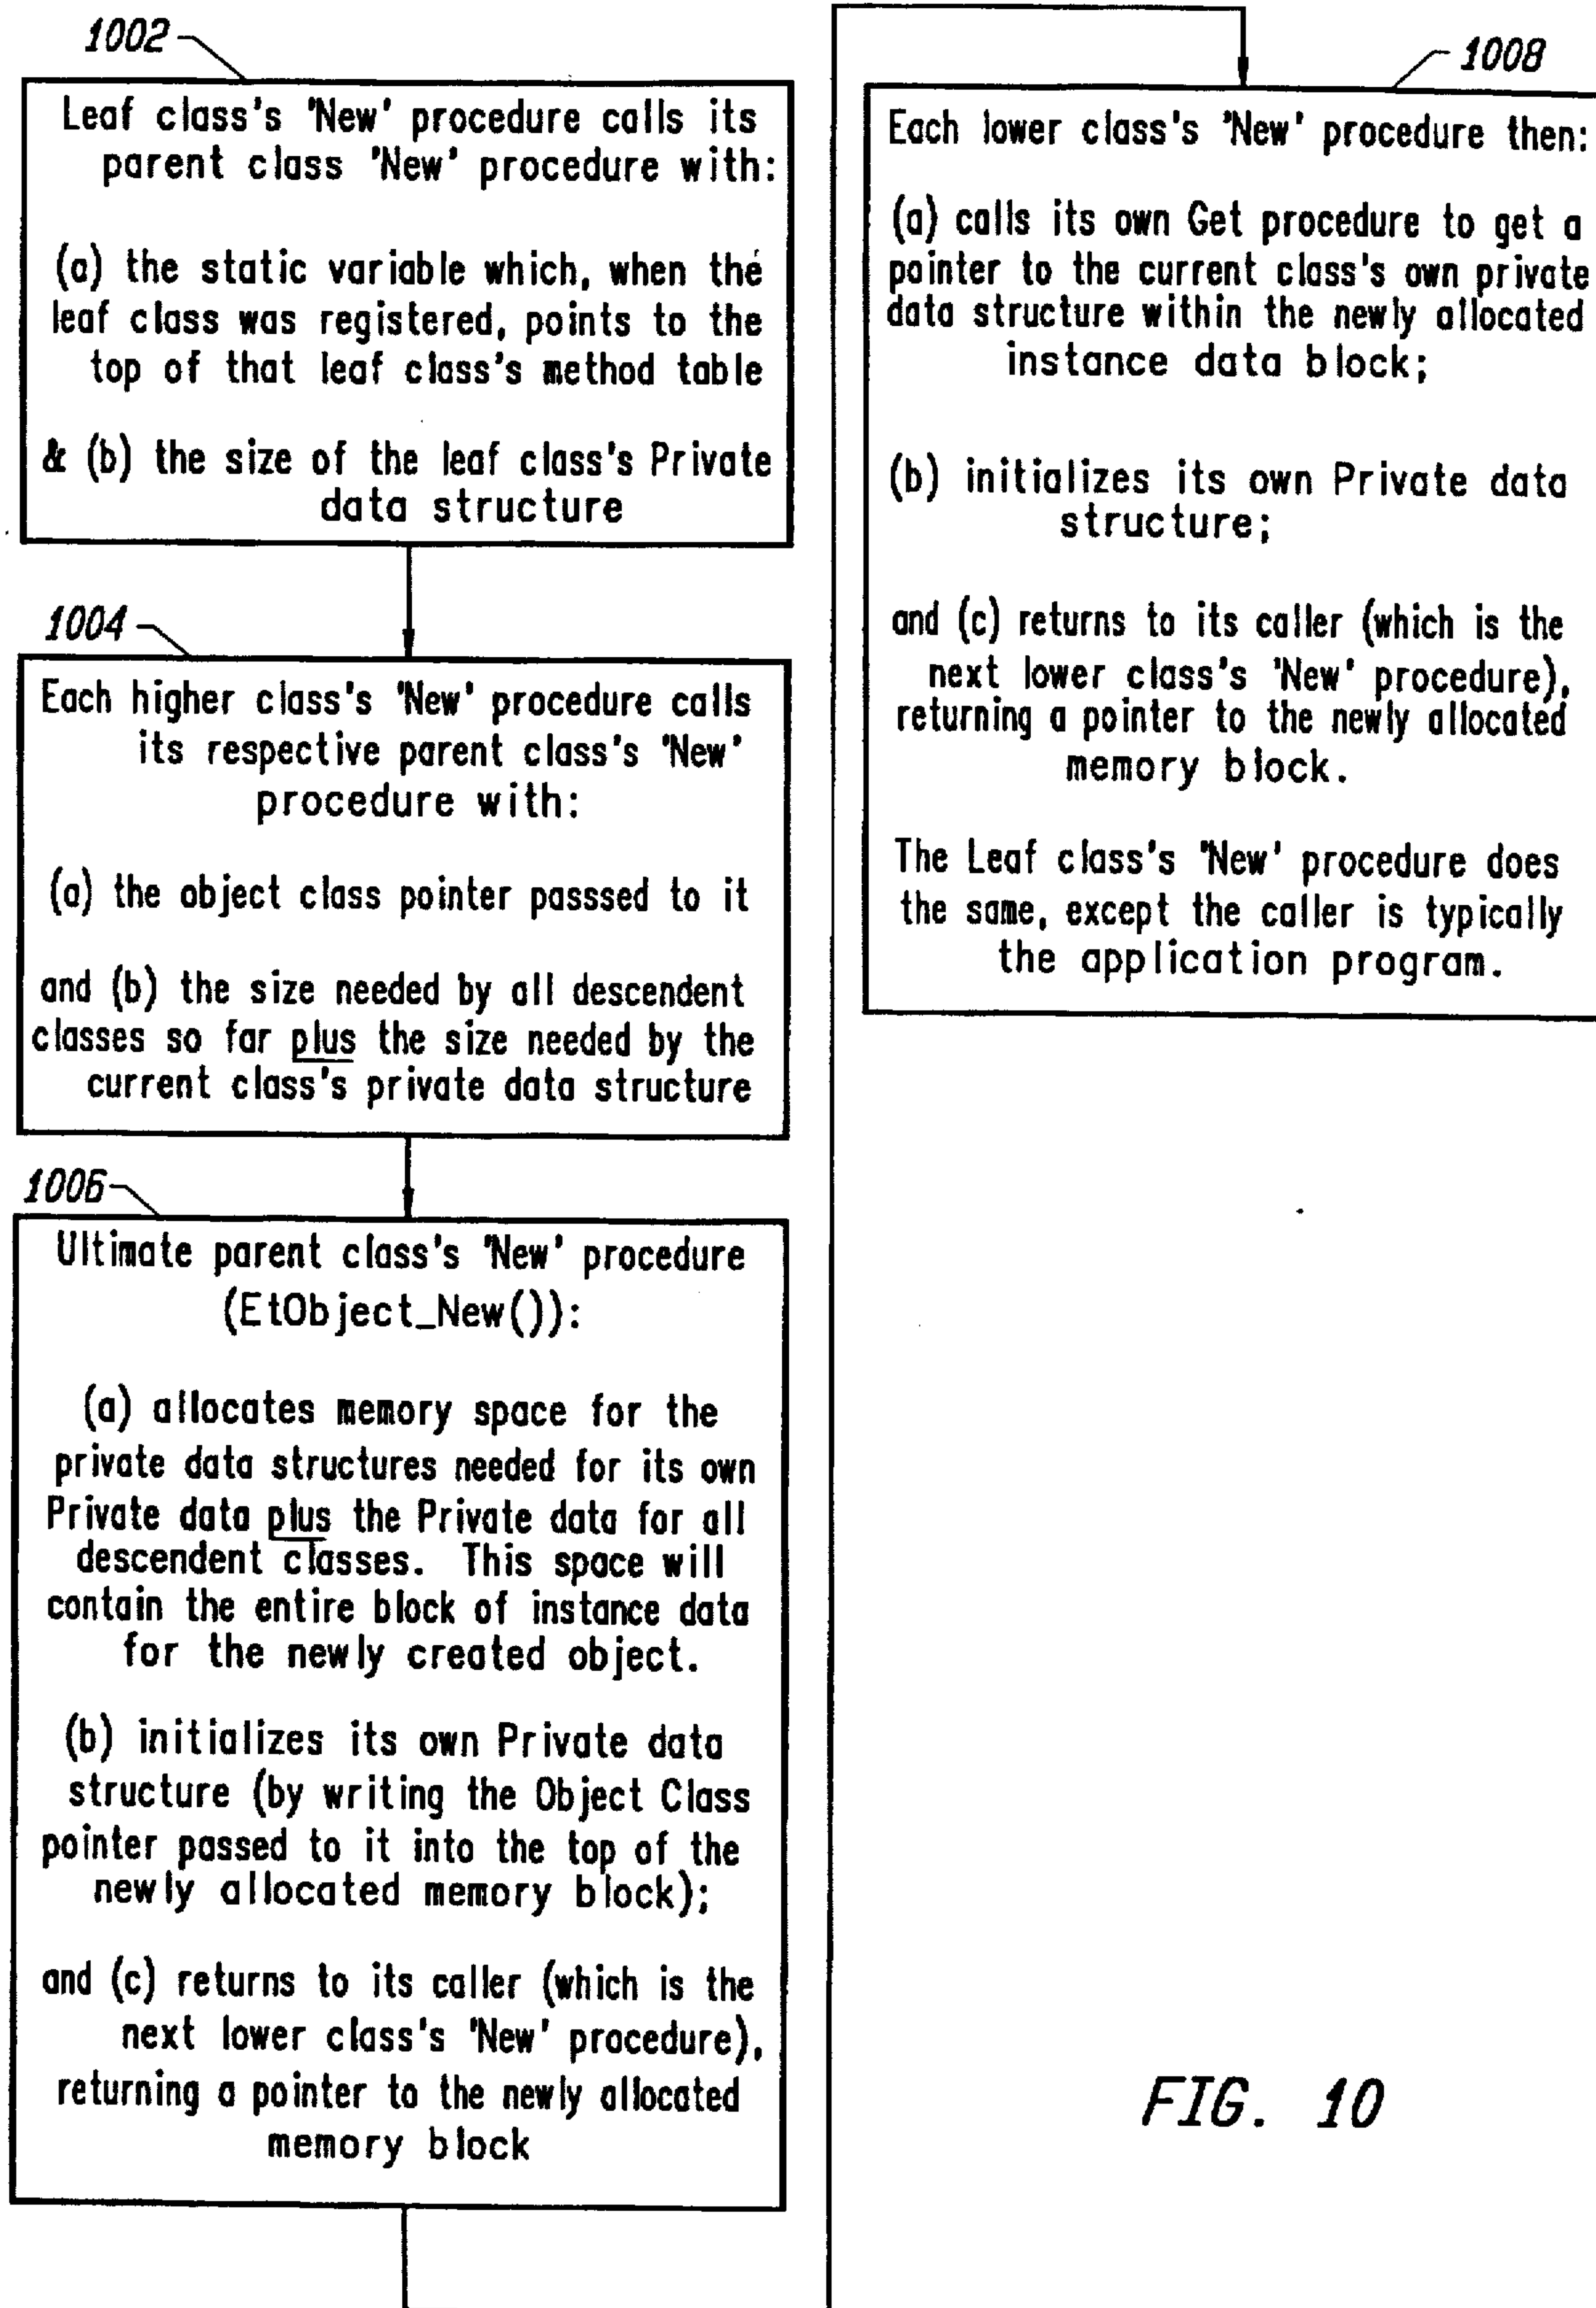 1002
Leaf class's 'New' procedure calls its
parent class 'New' procedure with:
(a) the static variable which, when the
leaf class was registered, points to the
top of that leaf class's method table
& (b) the size of the leaf class's Private
data structure
1004
Each higher class's 'New' procedure calls
its respective parent class's 'New'
procedure with:
(a) the object class pointer passsed to it
and (b) the size needed by all descendent
classes so far plus the size needed by the
current class's private data structure
1006
Ultimate parent class's 'New' procedure
(EtObject_New()):
(a) allocates memory space for the
private data structures needed for its own
Private data plus the Private data for all
descendent classes. This space will
contain the entire block of instance data
for the newly created object.
(b) initializes its own Private data
structure (by writing the Object Class
pointer passed to it into the top of the
newly allocated memory block);
and (c) returns to its caller (which is the
next lower class's 'New' procedure),
returning a pointer to the newly allocated
memory block
1008
Each lower class's 'New' procedure then:
(a) calls its own Get procedure to get a
pointer to the current class's own private
data structure within the newly allocated
instance data block;
(b) initializes its own Private data
structure;
and (c) returns to its caller (which is the
next lower class's 'New' procedure),
returning a pointer to the newly allocated
memory block.
The Leaf class's 'New' procedure does
the same, except the caller is typically
the application program.
FIG. 10